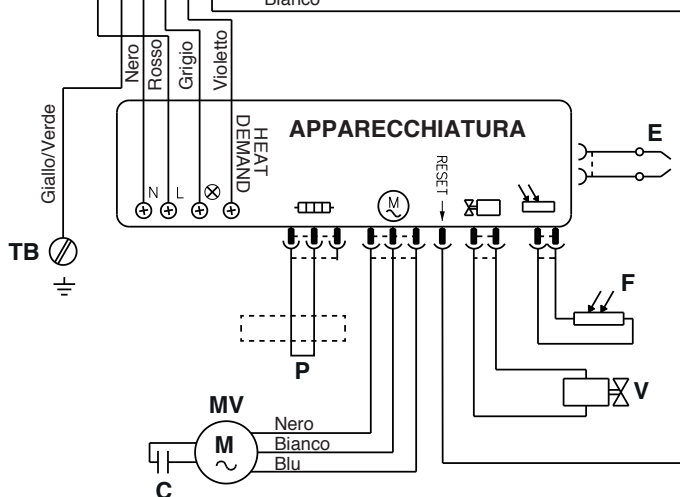 Bianco
Nero
Rosso
Grigio
Violetto
Giallo/Verde
APPARECCHIATURA
E
HEAT
DEMAND
N
L
RESET
M
TB
F
P
V
MV
M
Nero
Bianco
Blu
C